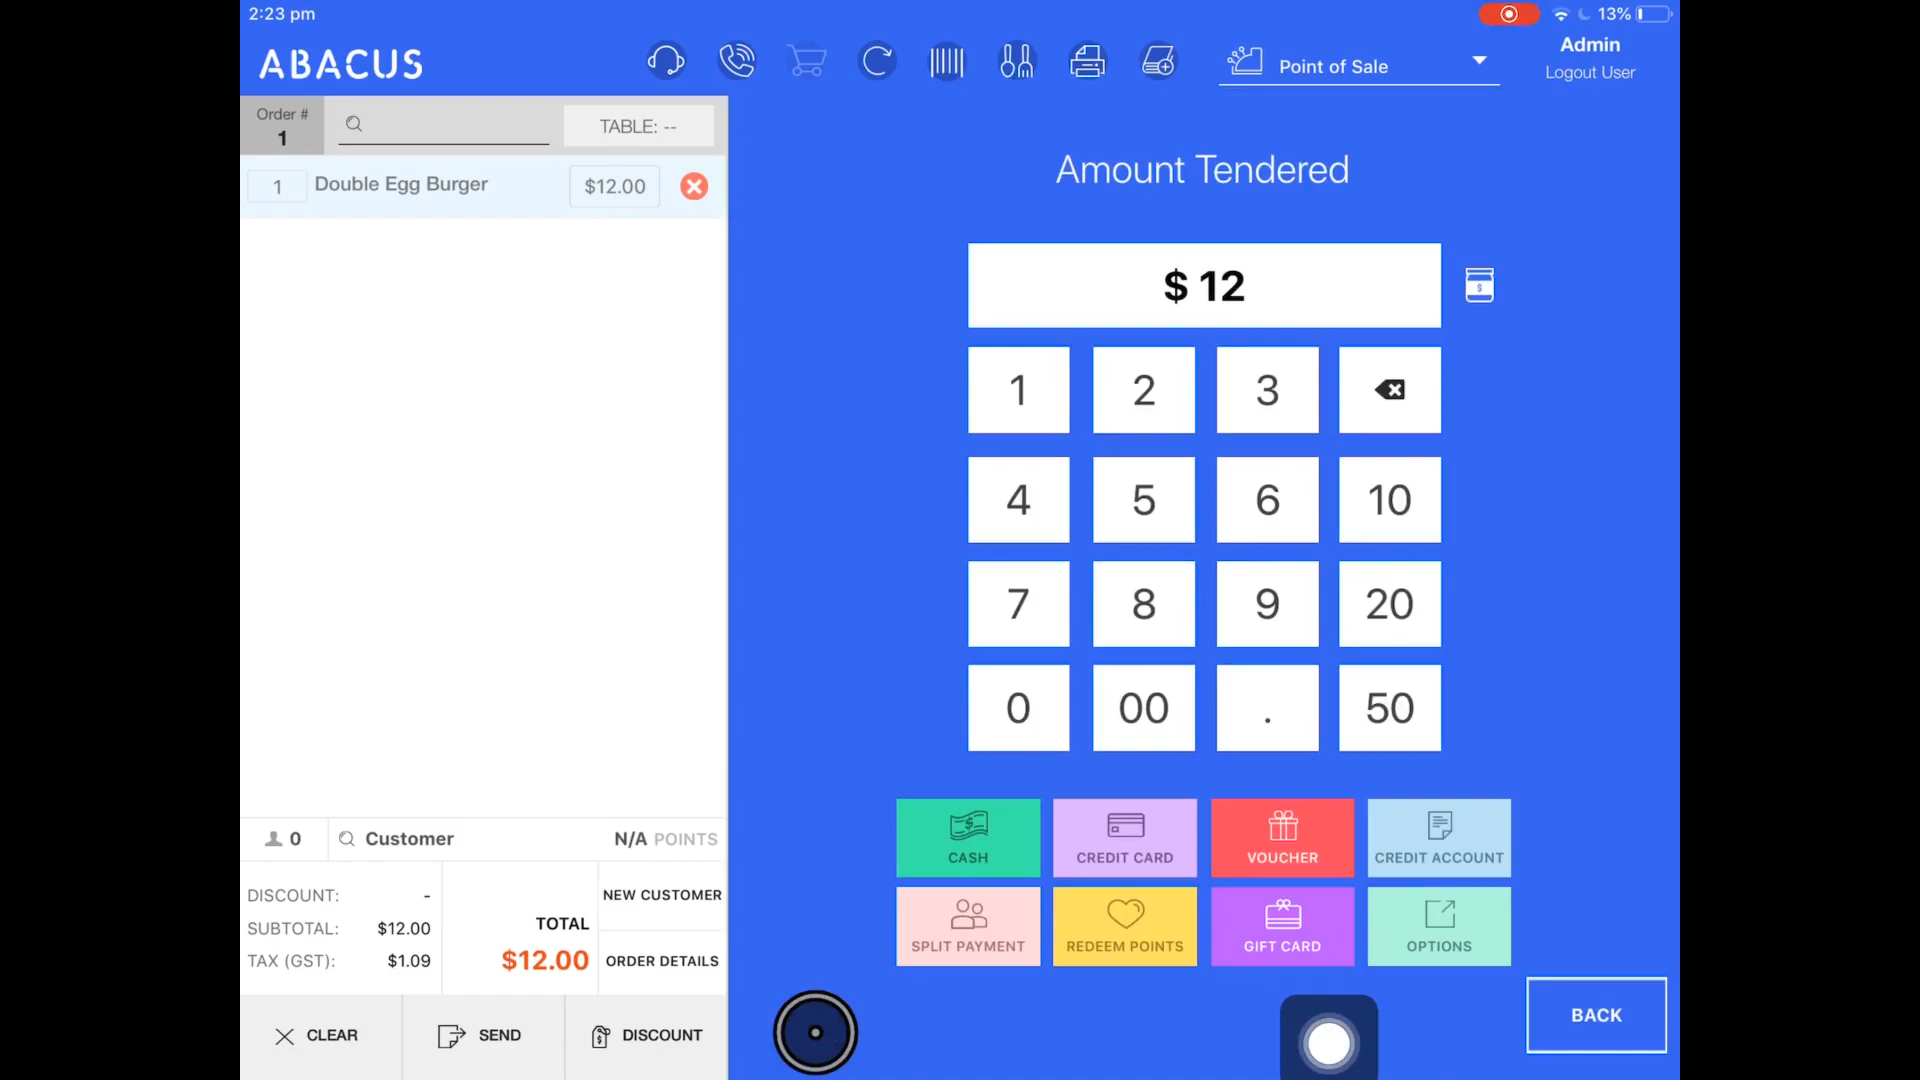 2:23 pm
13%
ABACUS
Point of Sale
Admin
Logout User
Order #
1
TABLE: --
1 Double Egg Burger $12.00
Amount Tendered
$ 12
$
1 2 3
4 5 6 10
7 8 9 20
0 00 . 50
CASH
CREDIT CARD
VOUCHER
CREDIT ACCOUNT
SPLIT PAYMENT
REDEEM POINTS
GIFT CARD
OPTIONS
0
Customer
N/A POINTS
DISCOUNT: -
SUBTOTAL: $12.00
TAX (GST): $1.09
TOTAL
$12.00
NEW CUSTOMER
ORDER DETAILS
CLEAR
SEND
DISCOUNT
BACK